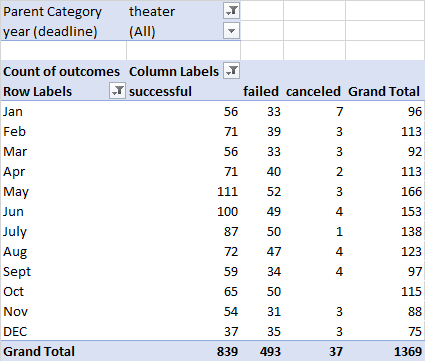 Parent Category theater
year (deadline) (All)
Count of outcomes Column Labels
Row Labels successful failed canceled Grand Total
Jan 56 33 7 96
Feb 71 39 3 113
Mar 56 33 3 92
Apr 71 40 2 113
May 111 52 3 166
Jun 100 49 4 153
July 87 50 1 138
Aug 72 47 4 123
Sept 59 34 4 97
Oct 65 50 115
Nov 54 31 3 88
DEC 37 35 3 75
Grand Total 839 493 37 1369